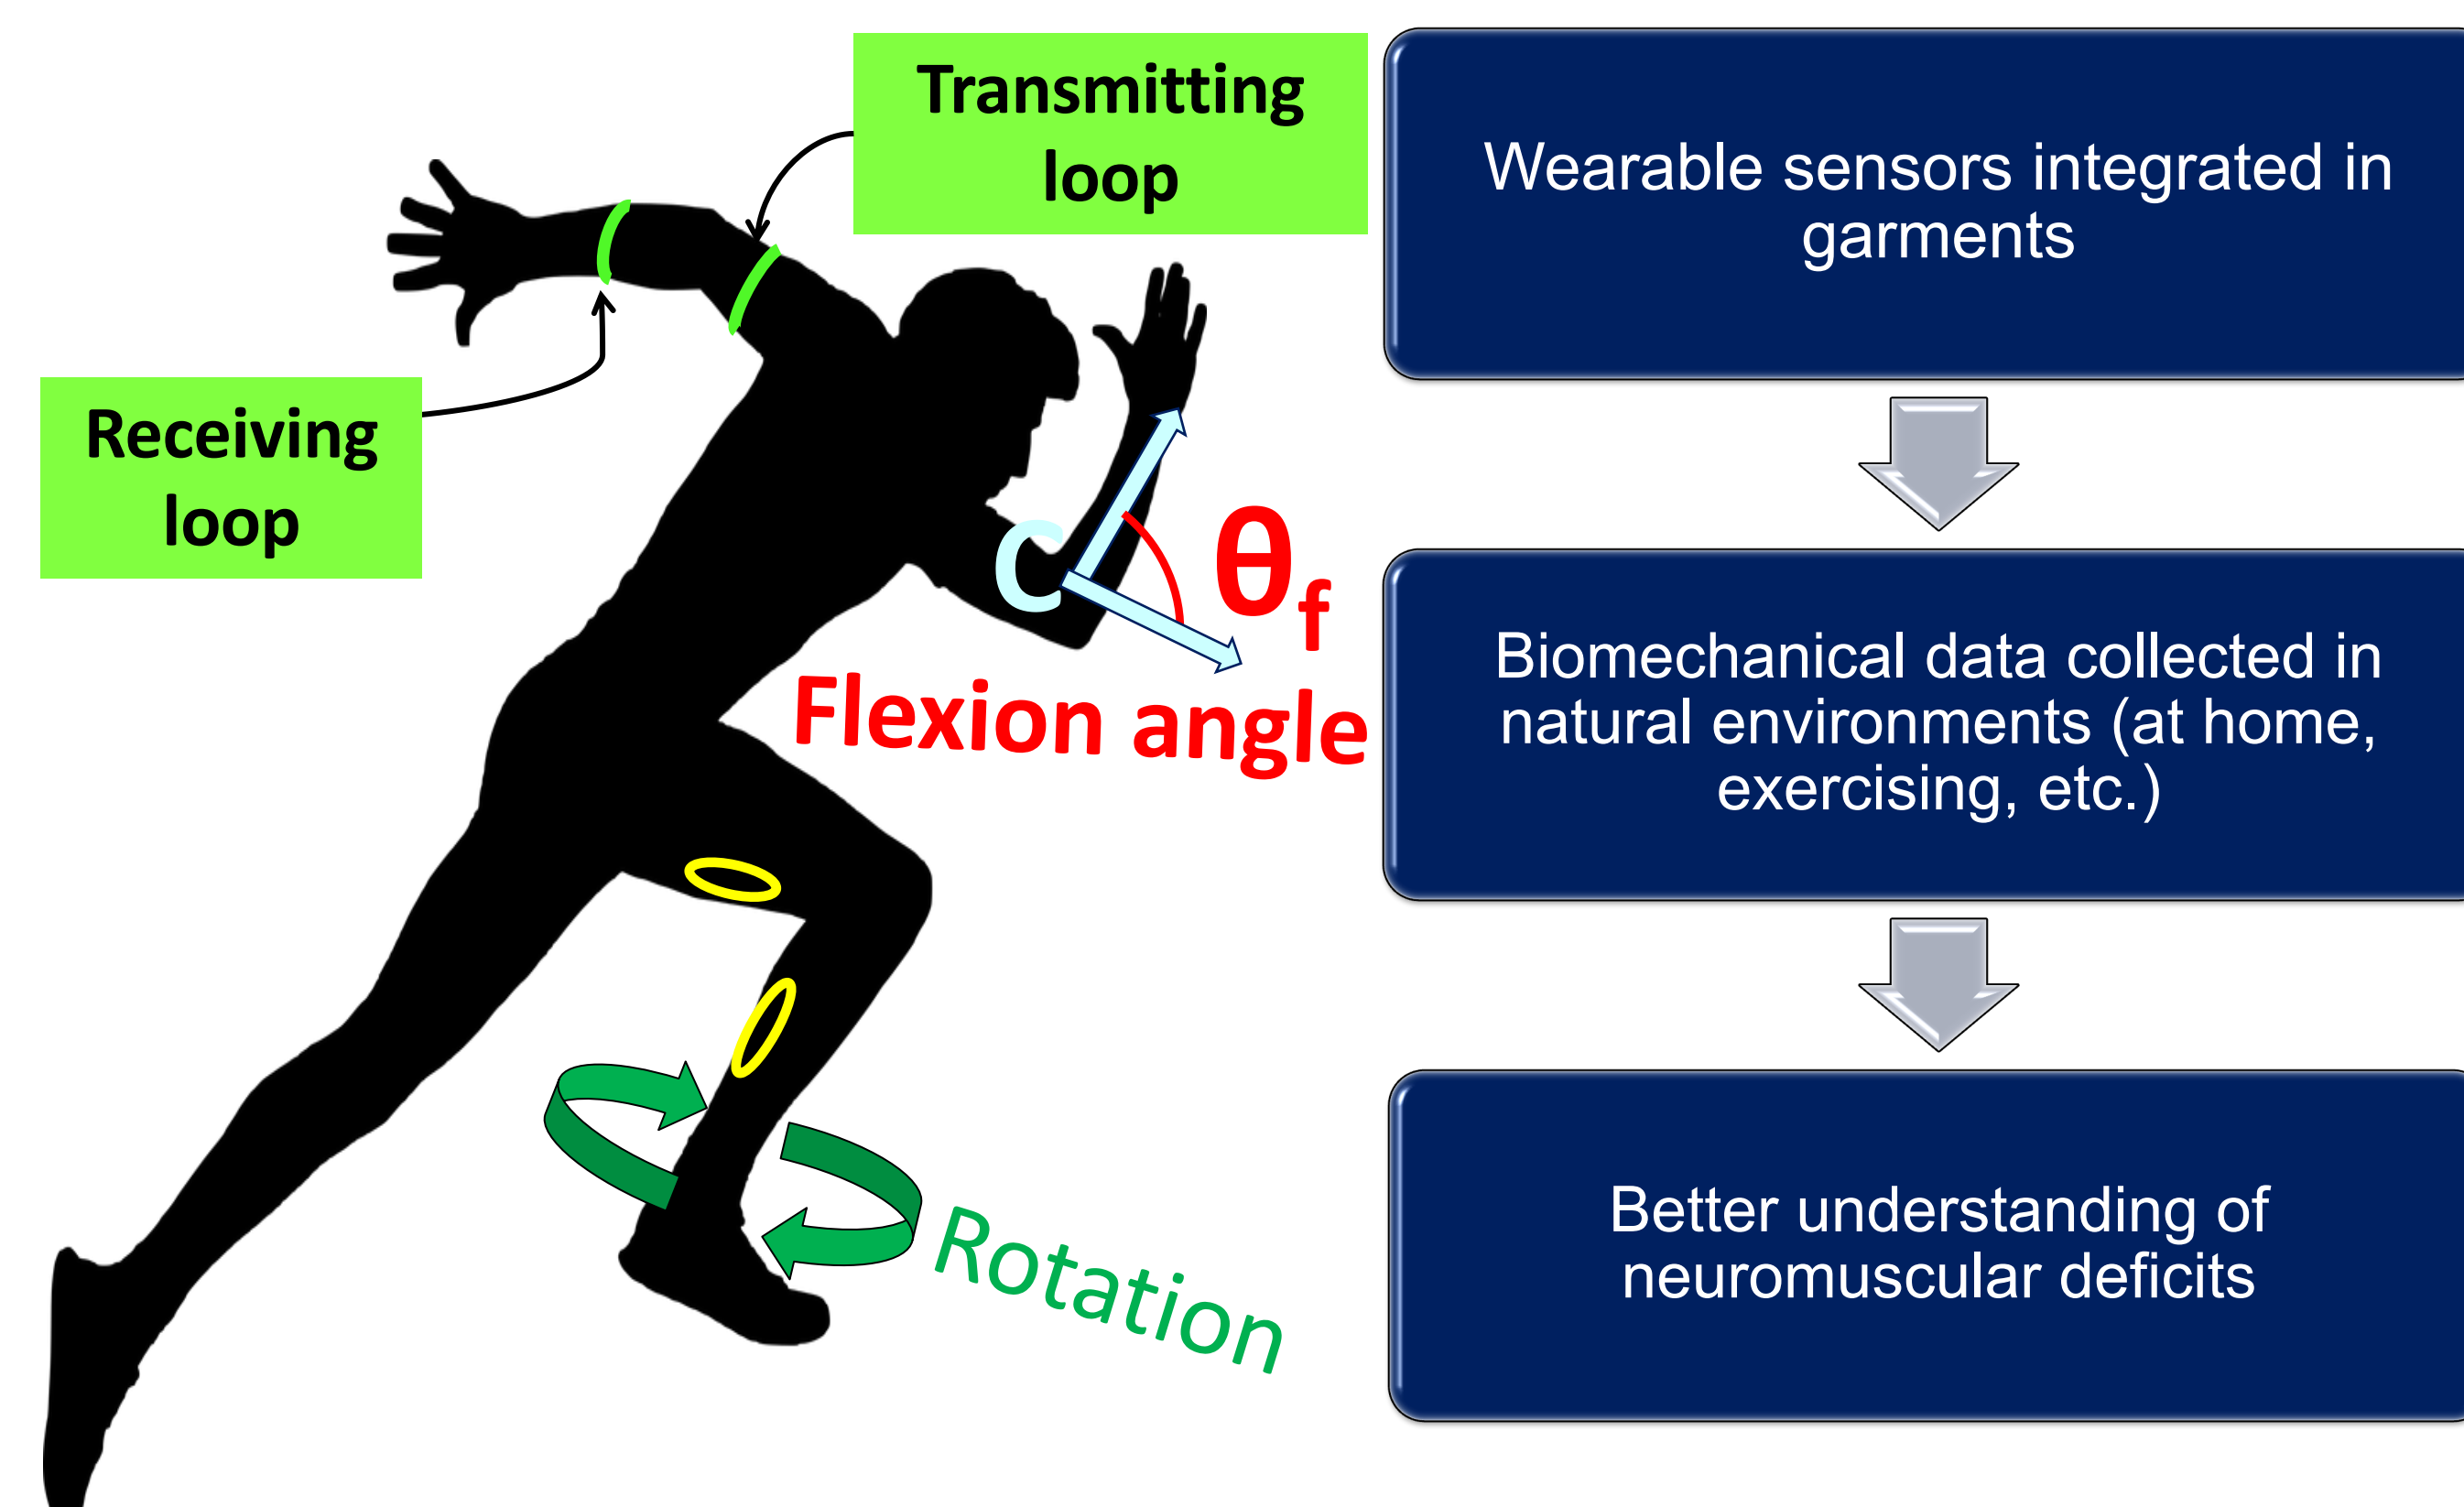 Transmitting
loop
Receiving
loop
C
θf
Flexion angle
Rotation
Wearable sensors integrated in
garments
Biomechanical data collected in
natural environments (at home,
exercising, etc.)
Better understanding of
neuromuscular deficits